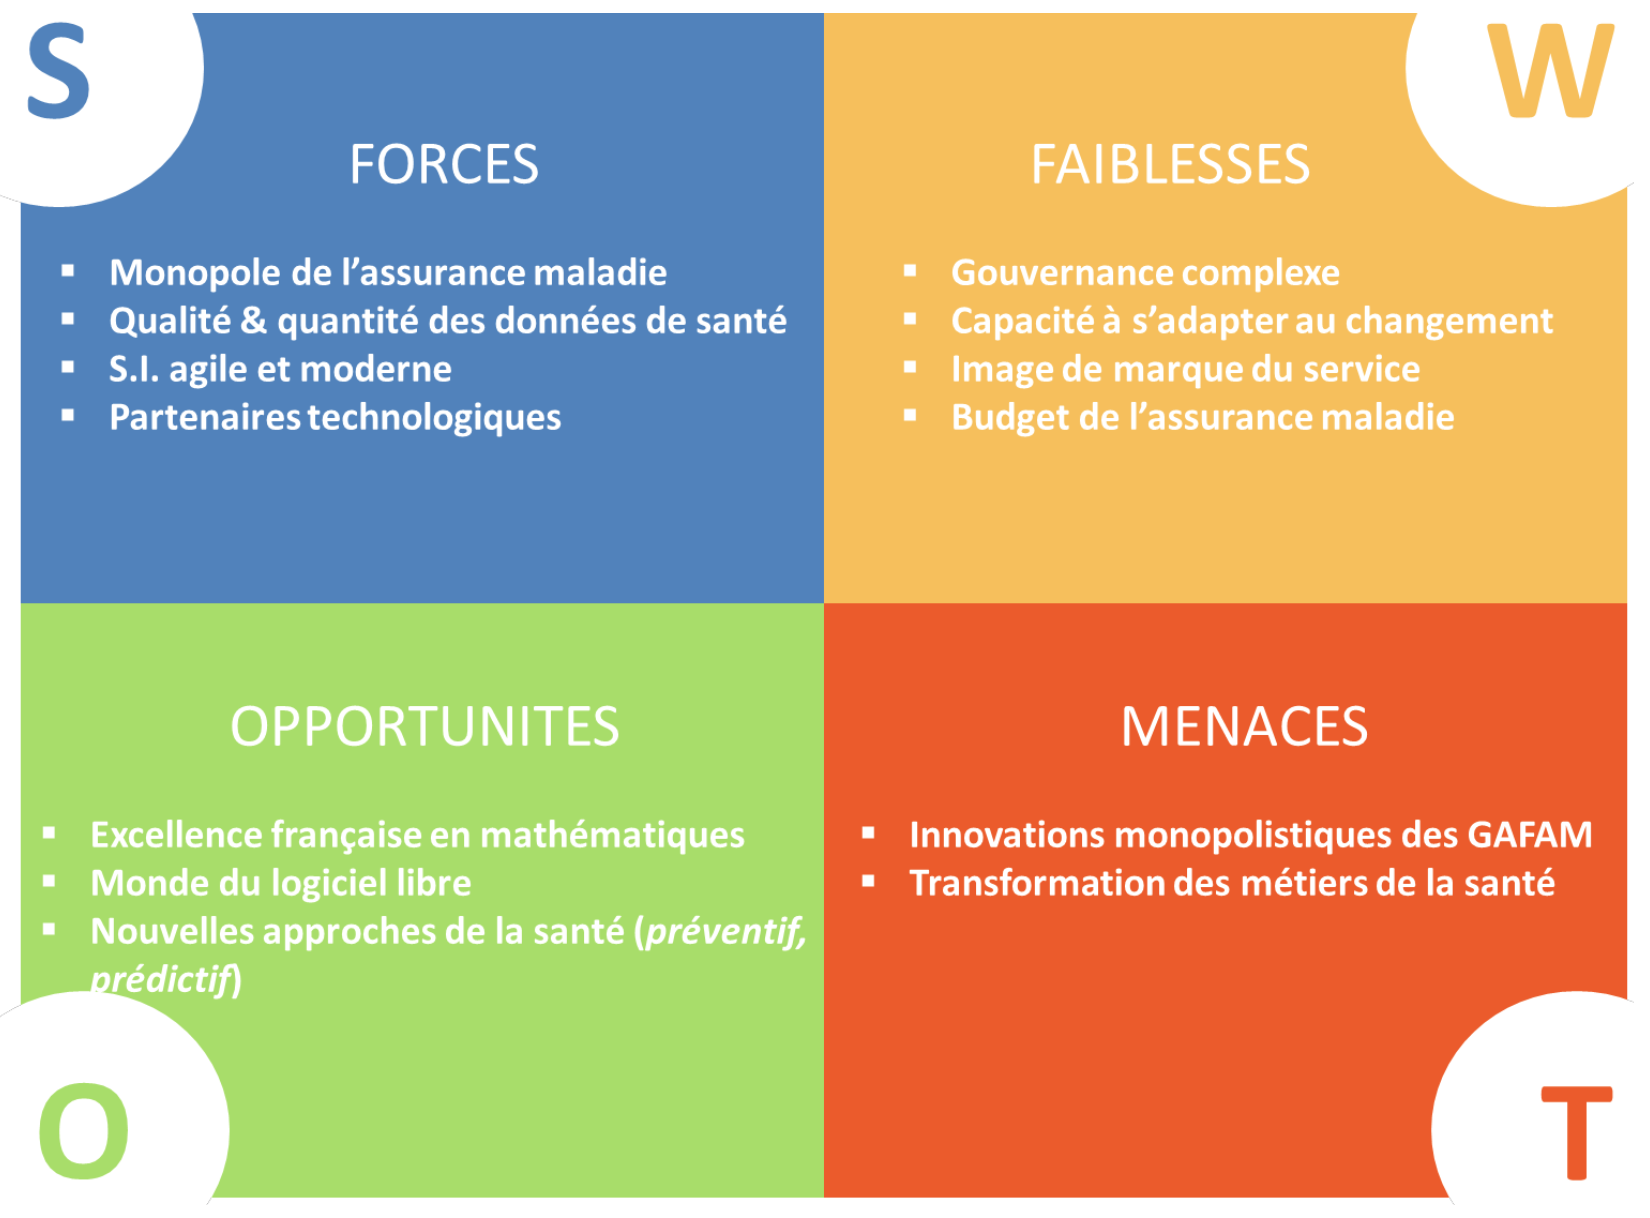 S
FORCES
▪ Monopole de l’assurance maladie
▪ Qualité & quantité des données de santé
▪ S.I. agile et moderne
▪ Partenaires technologiques
W
FAIBLESSES
▪ Gouvernance complexe
▪ Capacité à s’adapter au changement
▪ Image de marque du service
▪ Budget de l’assurance maladie
OPPORTUNITES
▪ Excellence française en mathématiques
▪ Monde du logiciel libre
▪ Nouvelles approches de la santé (préventif,
prédictif)
O
MENACES
▪ Innovations monopolistiques des GAFAM
▪ Transformation des métiers de la santé
T